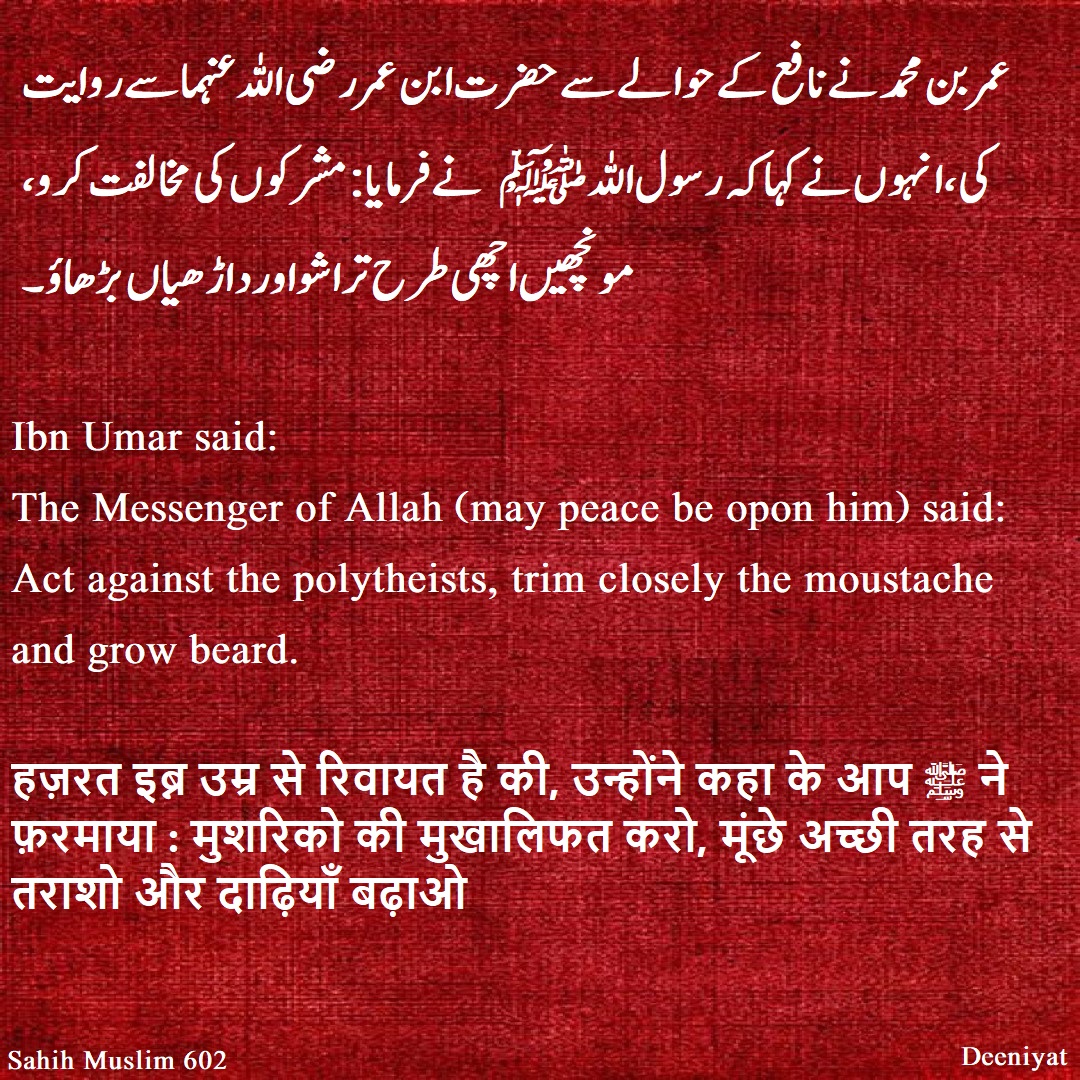 عمر بن محمد نے نافع کے حوالے سے حضرت ابن عمر رضی اللہ عنہما سے روایت
کی، انہوں نے کہا کہ رسول اللہ ﷺ نے فرمایا: مشرکوں کی مخالفت کرو،
مونچھیں اچھی طرح تراشو اور داڑھیاں بڑھاؤ۔
Ibn Umar said:
The Messenger of Allah (may peace be opon him) said:
Act against the polytheists, trim closely the moustache
and grow beard.
हज़रत इब्न उम्र से रिवायत है की, उन्होंने कहा के आप ﷺ ने
फ़रमाया : मुशरिको की मुखालिफत करो, मूंछे अच्छी तरह से
तराशो और दाढ़ियाँ बढ़ाओ
Sahih Muslim 602
Deeniyat